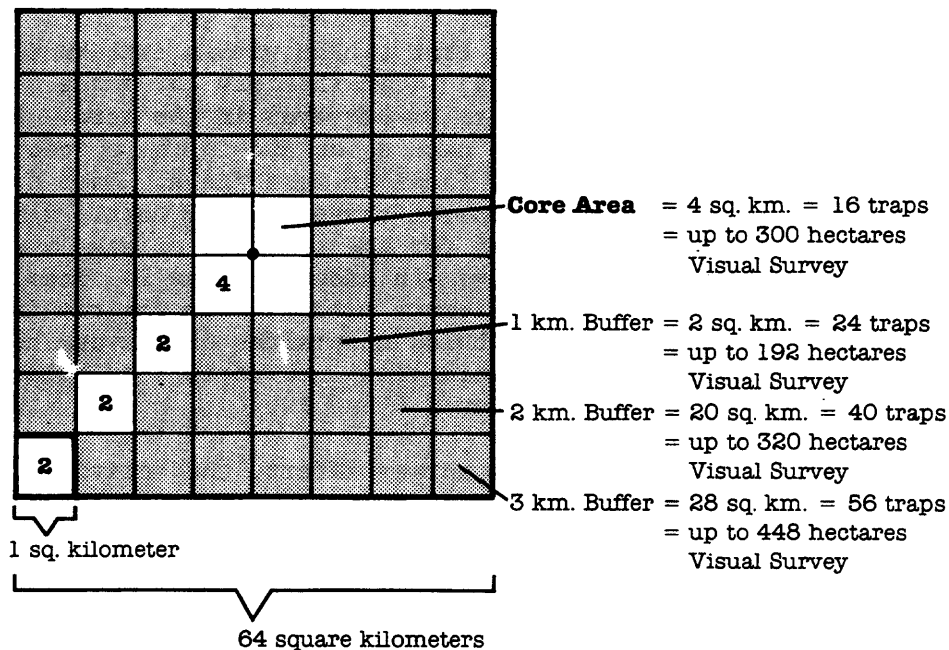 Core Area = 4 sq. km. = 16 traps
= up to 300 hectares
Visual Survey
4
1 km. Buffer = 2 sq. km. = 24 traps
= up to 192 hectares
Visual Survey
2
2 km. Buffer = 20 sq. km. = 40 traps
= up to 320 hectares
Visual Survey
2
2
3 km. Buffer = 28 sq. km. = 56 traps
= up to 448 hectares
Visual Survey
1 sq. kilometer
64 square kilometers